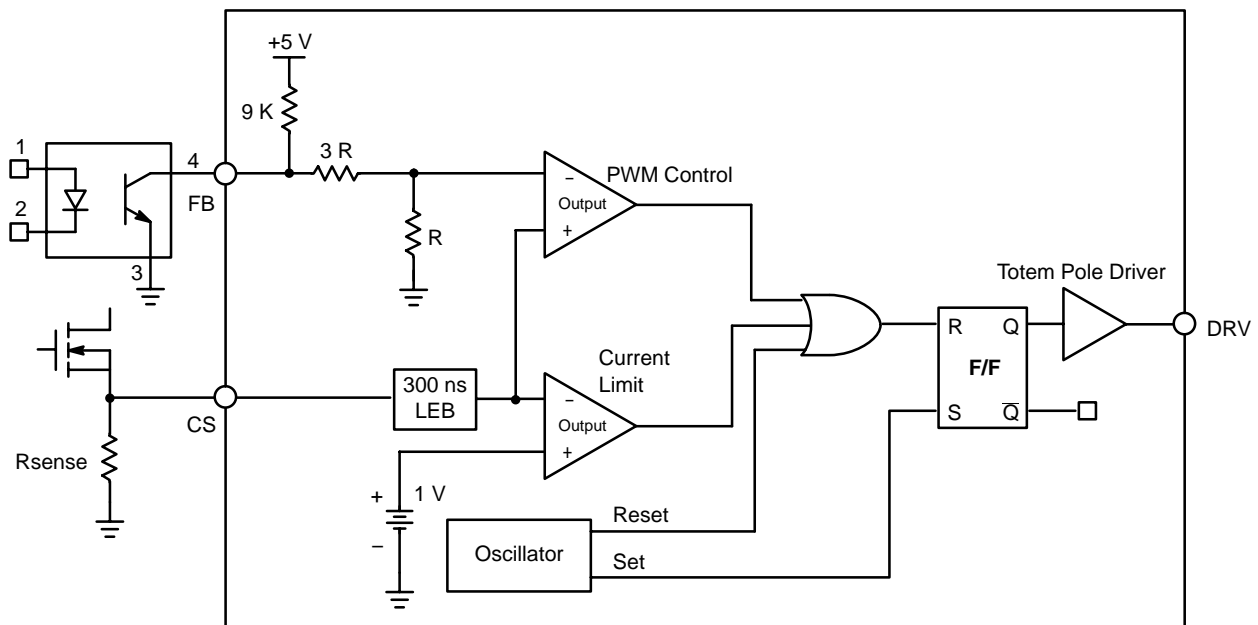 +5 V
9 K
1
4
3 R
PWM Control
−
Output
+
2
FB
R
3
Totem Pole Driver
R
Q
DRV
F/F
S
Q̅
Current
Limit
300 ns
LEB
−
Output
+
CS
Rsense
+
1 V
−
Oscillator
Reset
Set